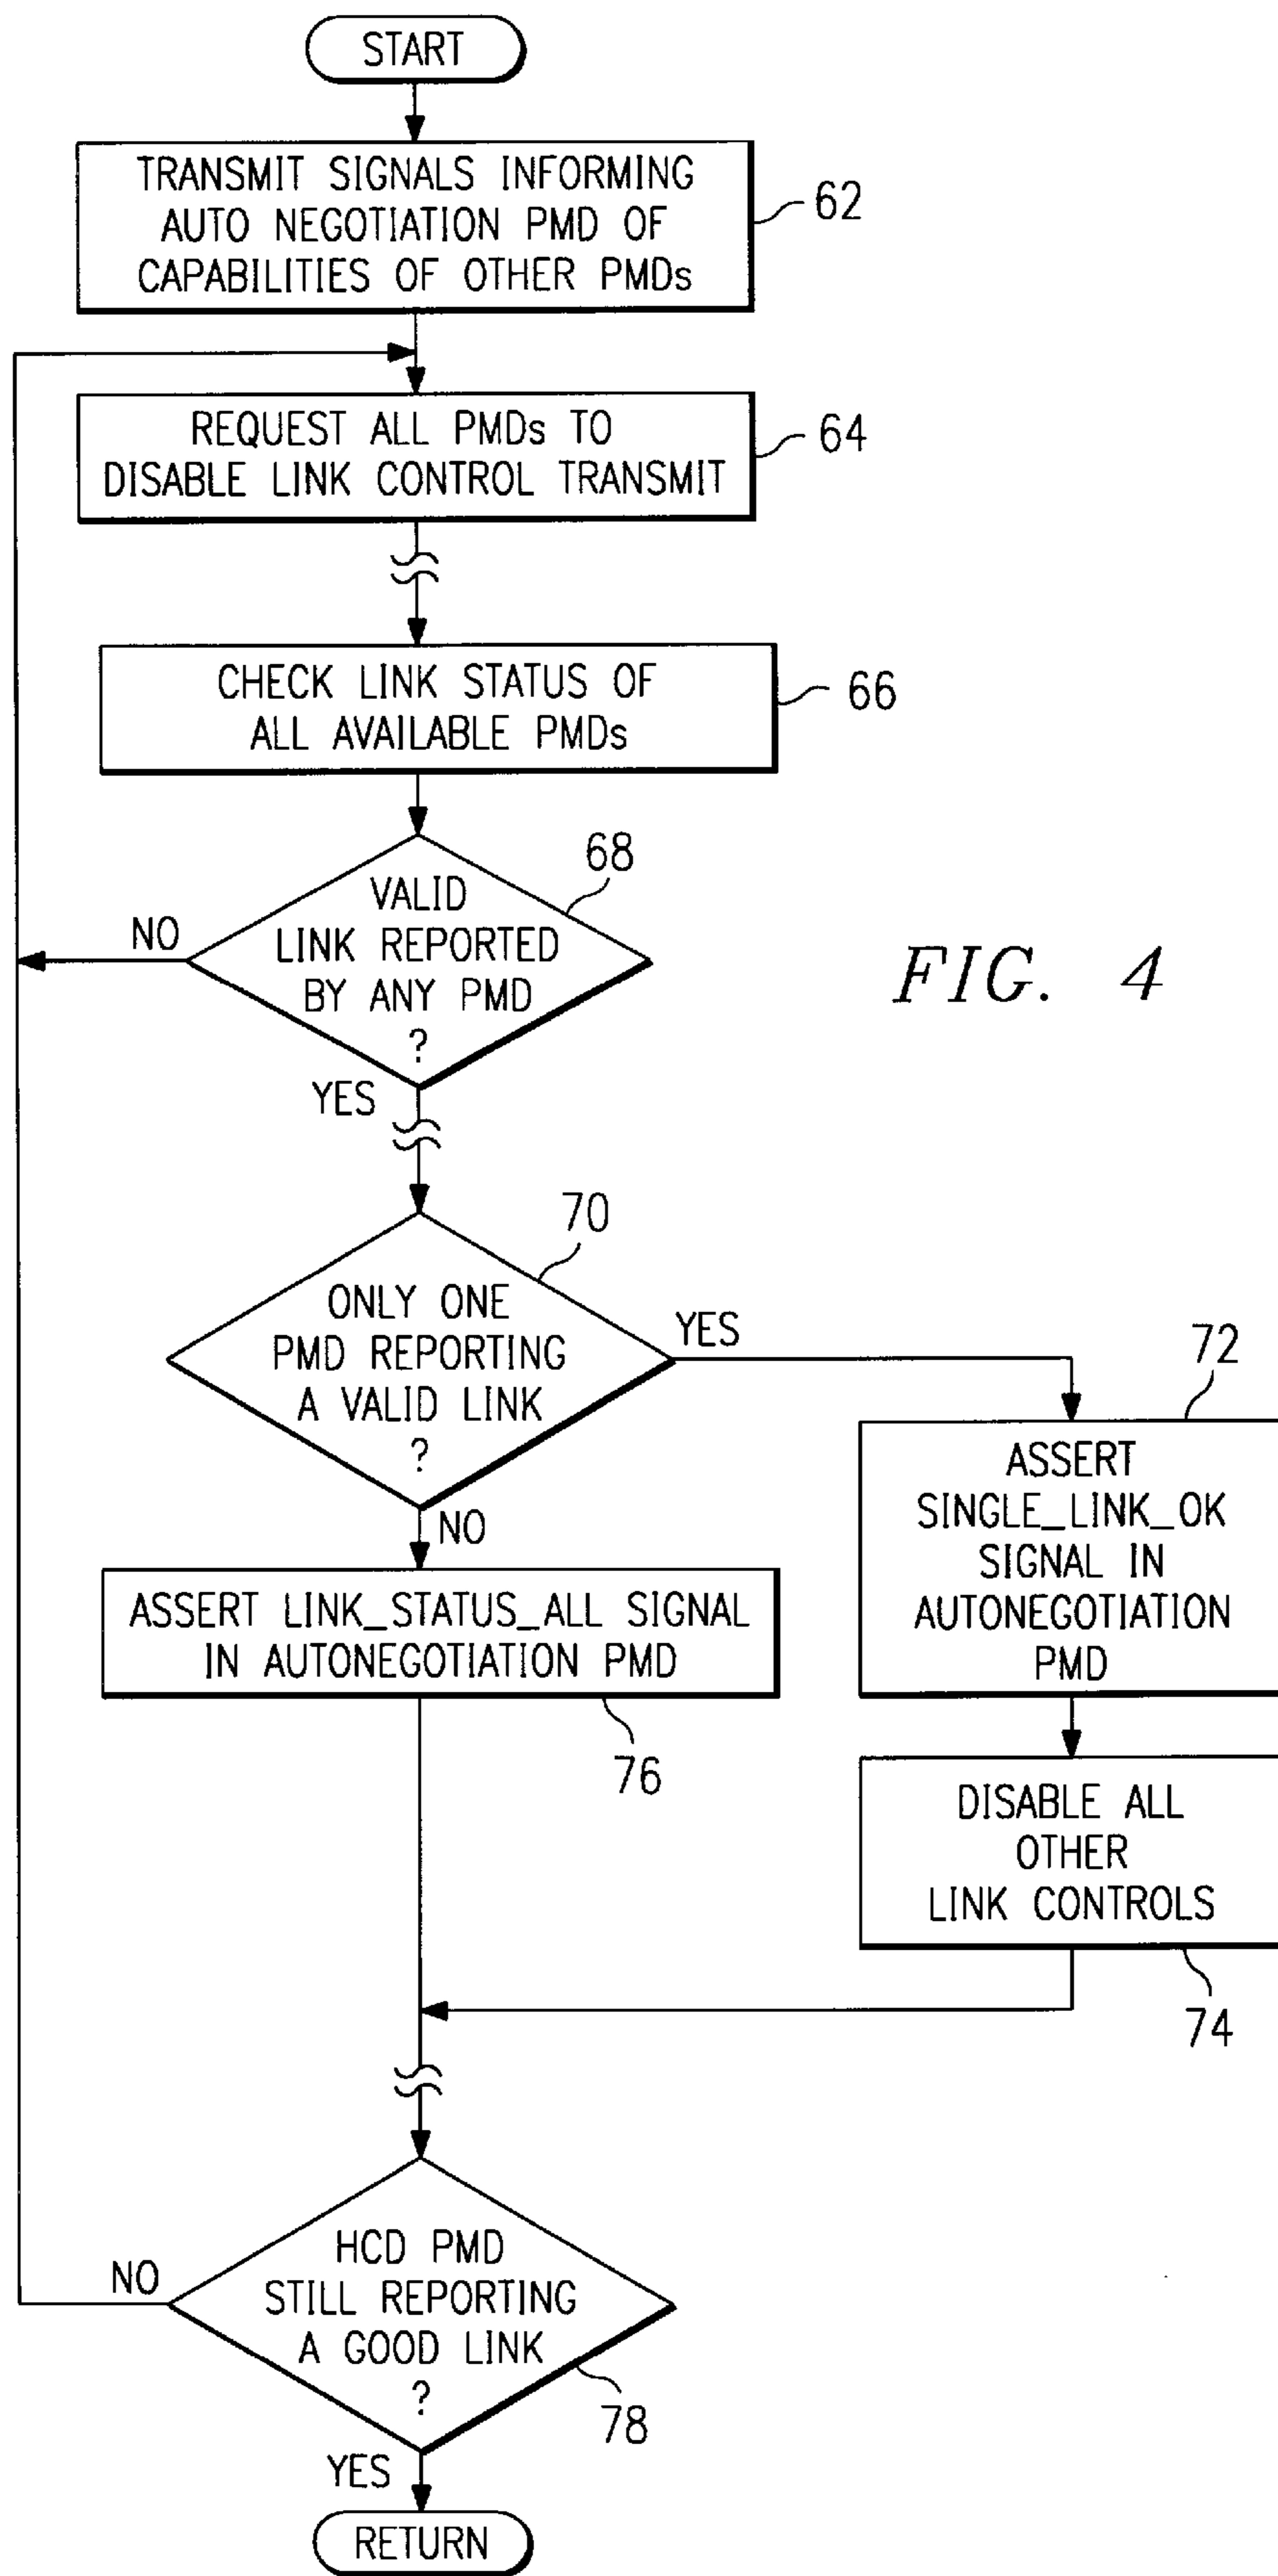 START
TRANSMIT SIGNALS INFORMING
AUTO NEGOTIATION PMD OF
CAPABILITIES OF OTHER PMDs
62
REQUEST ALL PMDs TO
DISABLE LINK CONTROL TRANSMIT
64
CHECK LINK STATUS OF
ALL AVAILABLE PMDs
66
68
VALID
LINK REPORTED
BY ANY PMD
?
NO
YES
FIG. 4
70
ONLY ONE
PMD REPORTING
A VALID LINK
?
YES
NO
72
ASSERT
SINGLE_LINK_OK
SIGNAL IN
AUTONEGOTIATION
PMD
ASSERT LINK_STATUS_ALL SIGNAL
IN AUTONEGOTIATION PMD
76
DISABLE ALL
OTHER
LINK CONTROLS
74
HCD PMD
STILL REPORTING
A GOOD LINK
?
NO
78
YES
RETURN